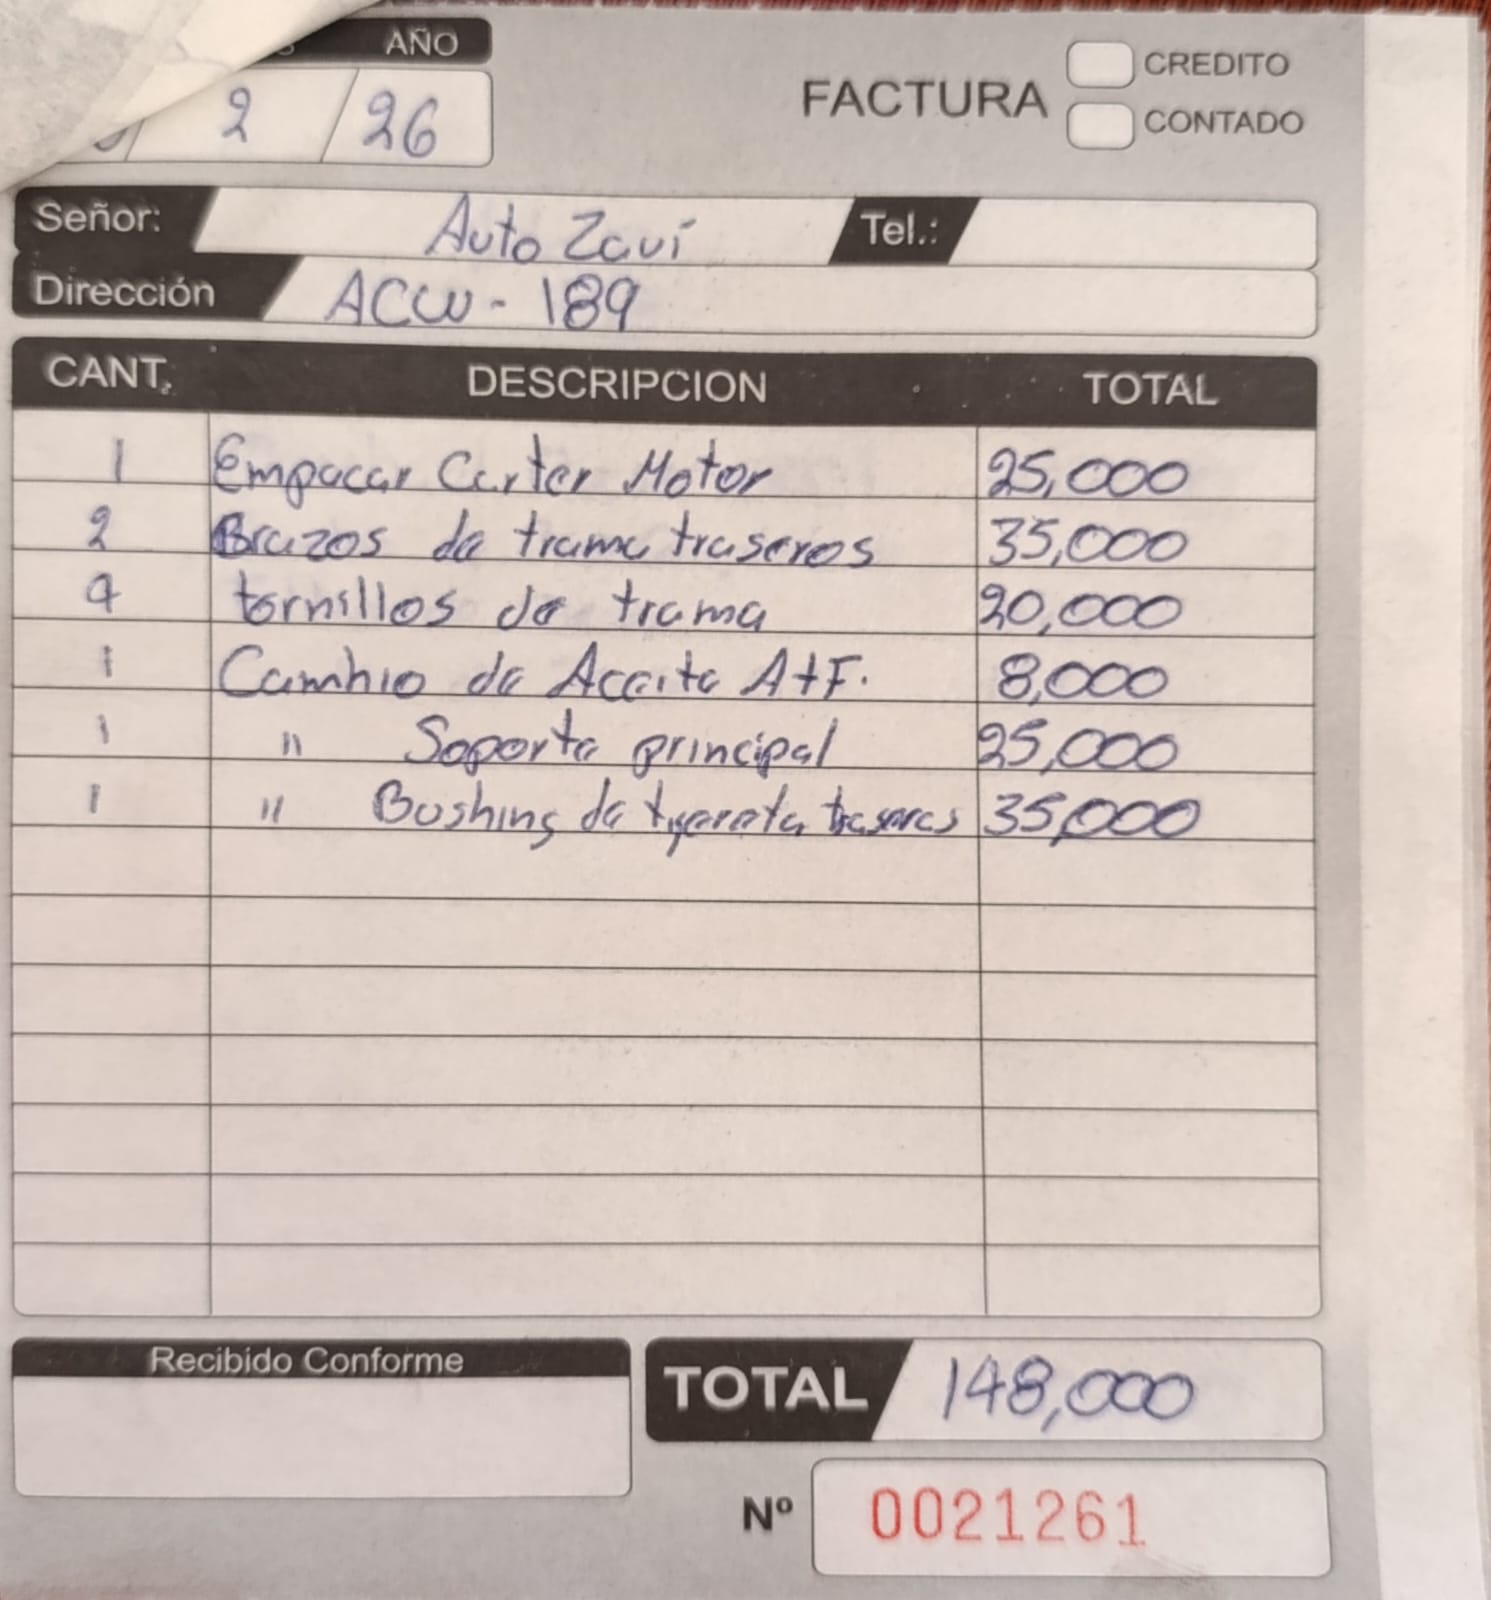 AÑO
2 / 26
FACTURA
CREDITO
CONTADO
Señor: Auto Zavi Tel.:
Dirección ACW - 189
CANT. DESCRIPCION TOTAL
1 Empacar Carter Motor 25,000
2 Brazos de trama traseros 35,000
4 tornillos de trama 20,000
1 Cambio de Aceite AtF. 8,000
1 " Soporte principal 25,000
1 " Bushing de tyereta traseros 35,000
Recibido Conforme
TOTAL 148,000
Nº 0021261